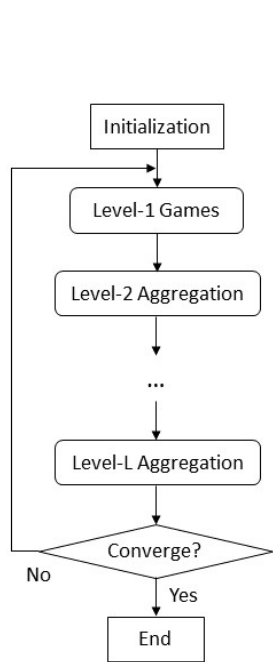 Initialization
Level-1 Games
Level-2 Aggregation
...
Level-L Aggregation
Converge?
No
Yes
End